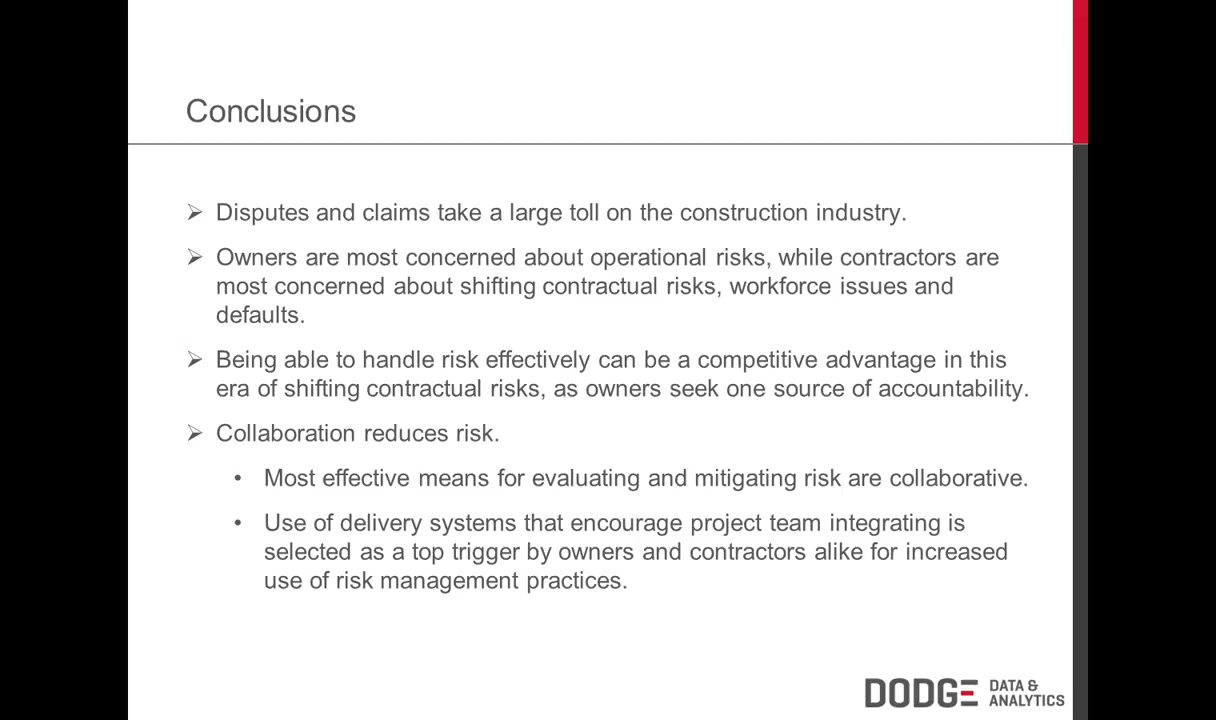 Conclusions
➢ Disputes and claims take a large toll on the construction industry.
➢ Owners are most concerned about operational risks, while contractors are
most concerned about shifting contractual risks, workforce issues and
defaults.
➢ Being able to handle risk effectively can be a competitive advantage in this
era of shifting contractual risks, as owners seek one source of accountability.
➢ Collaboration reduces risk.
• Most effective means for evaluating and mitigating risk are collaborative.
• Use of delivery systems that encourage project team integrating is
selected as a top trigger by owners and contractors alike for increased
use of risk management practices.
DODGE DATA &
ANALYTICS